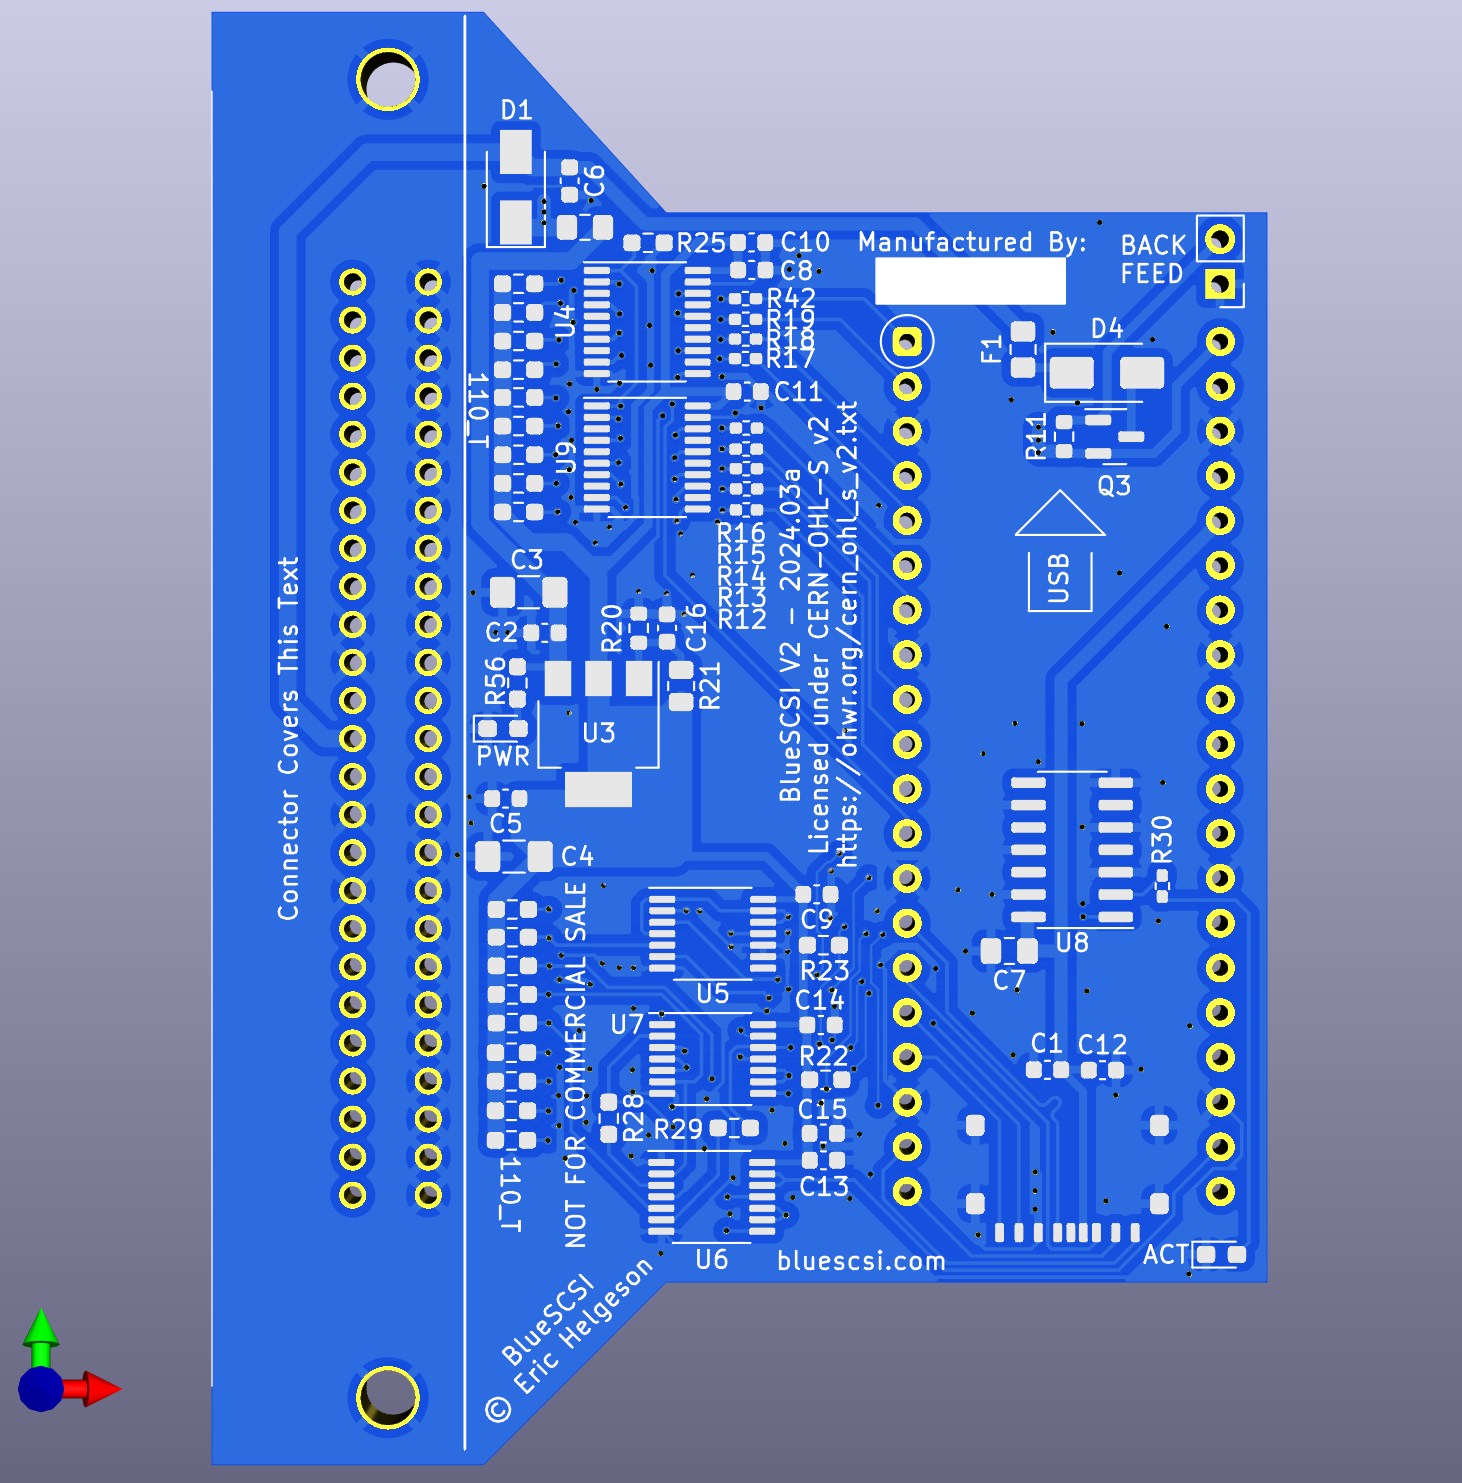 D1
C6
R25
C10
C8
Manufactured By:
BACK
FEED
R42
R19
R18
R17
U4
F1
D4
110_T
C11
U9
R11
Q3
R16
R15
R14
R13
R12
C3
C2
R20
C16
USB
R56
R21
U3
PWR
Connector Covers This Text
BlueSCSI V2 - 2024.03a
Licensed under CERN-OHL-S v2
https://ohwr.org/cern_ohl_s_v2.txt
C5
C4
R30
C9
U8
R23
C7
U5
C14
U7
C1
C12
R22
NOT FOR COMMERCIAL SALE
R28
R29
C15
C13
110_T
U6
bluescsi.com
ACT
BlueSCSI
© Eric Helgeson